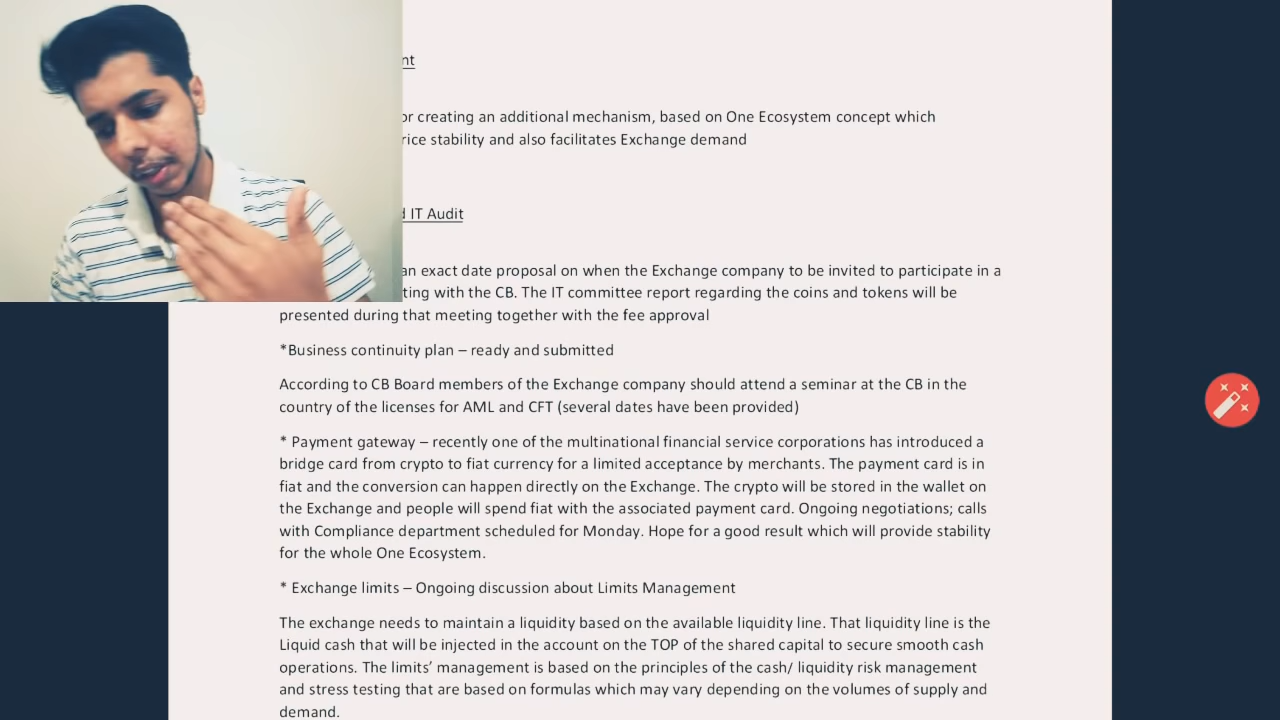 nt
or creating an additional mechanism, based on One Ecosystem concept which
rice stability and also facilitates Exchange demand
d IT Audit
an exact date proposal on when the Exchange company to be invited to participate in a
ting with the CB. The IT committee report regarding the coins and tokens will be
presented during that meeting together with the fee approval
*Business continuity plan – ready and submitted
According to CB Board members of the Exchange company should attend a seminar at the CB in the
country of the licenses for AML and CFT (several dates have been provided)
* Payment gateway – recently one of the multinational financial service corporations has introduced a
bridge card from crypto to fiat currency for a limited acceptance by merchants. The payment card is in
fiat and the conversion can happen directly on the Exchange. The crypto will be stored in the wallet on
the Exchange and people will spend fiat with the associated payment card. Ongoing negotiations; calls
with Compliance department scheduled for Monday. Hope for a good result which will provide stability
for the whole One Ecosystem.
* Exchange limits – Ongoing discussion about Limits Management
The exchange needs to maintain a liquidity based on the available liquidity line. That liquidity line is the
Liquid cash that will be injected in the account on the TOP of the shared capital to secure smooth cash
operations. The limits’ management is based on the principles of the cash/ liquidity risk management
and stress testing that are based on formulas which may vary depending on the volumes of supply and
demand.